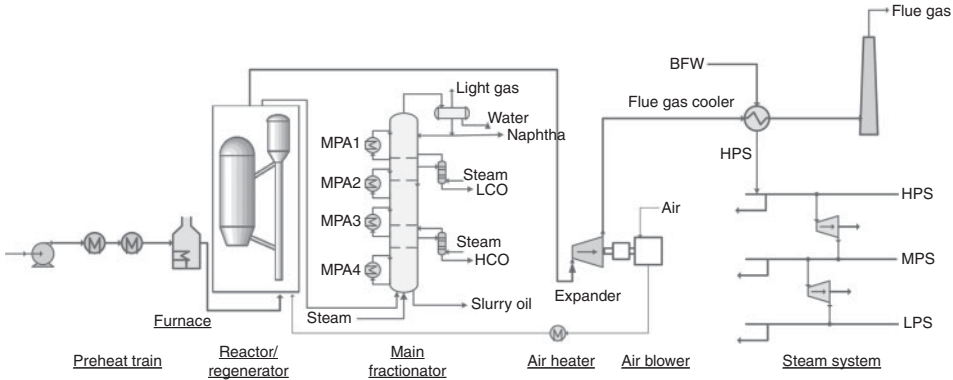 Flue gas
BFW
Light gas
Flue gas cooler
Water
Naphtha
MPA1
HPS
Steam
MPA2
LCO
HPS
Air
MPA3
Steam
HCO
MPS
MPA4
Expander
Slurry oil
Steam
Furnace
LPS
M
M
M
Preheat train
Reactor/
regenerator
Main
fractionator
Air heater
Air blower
Steam system